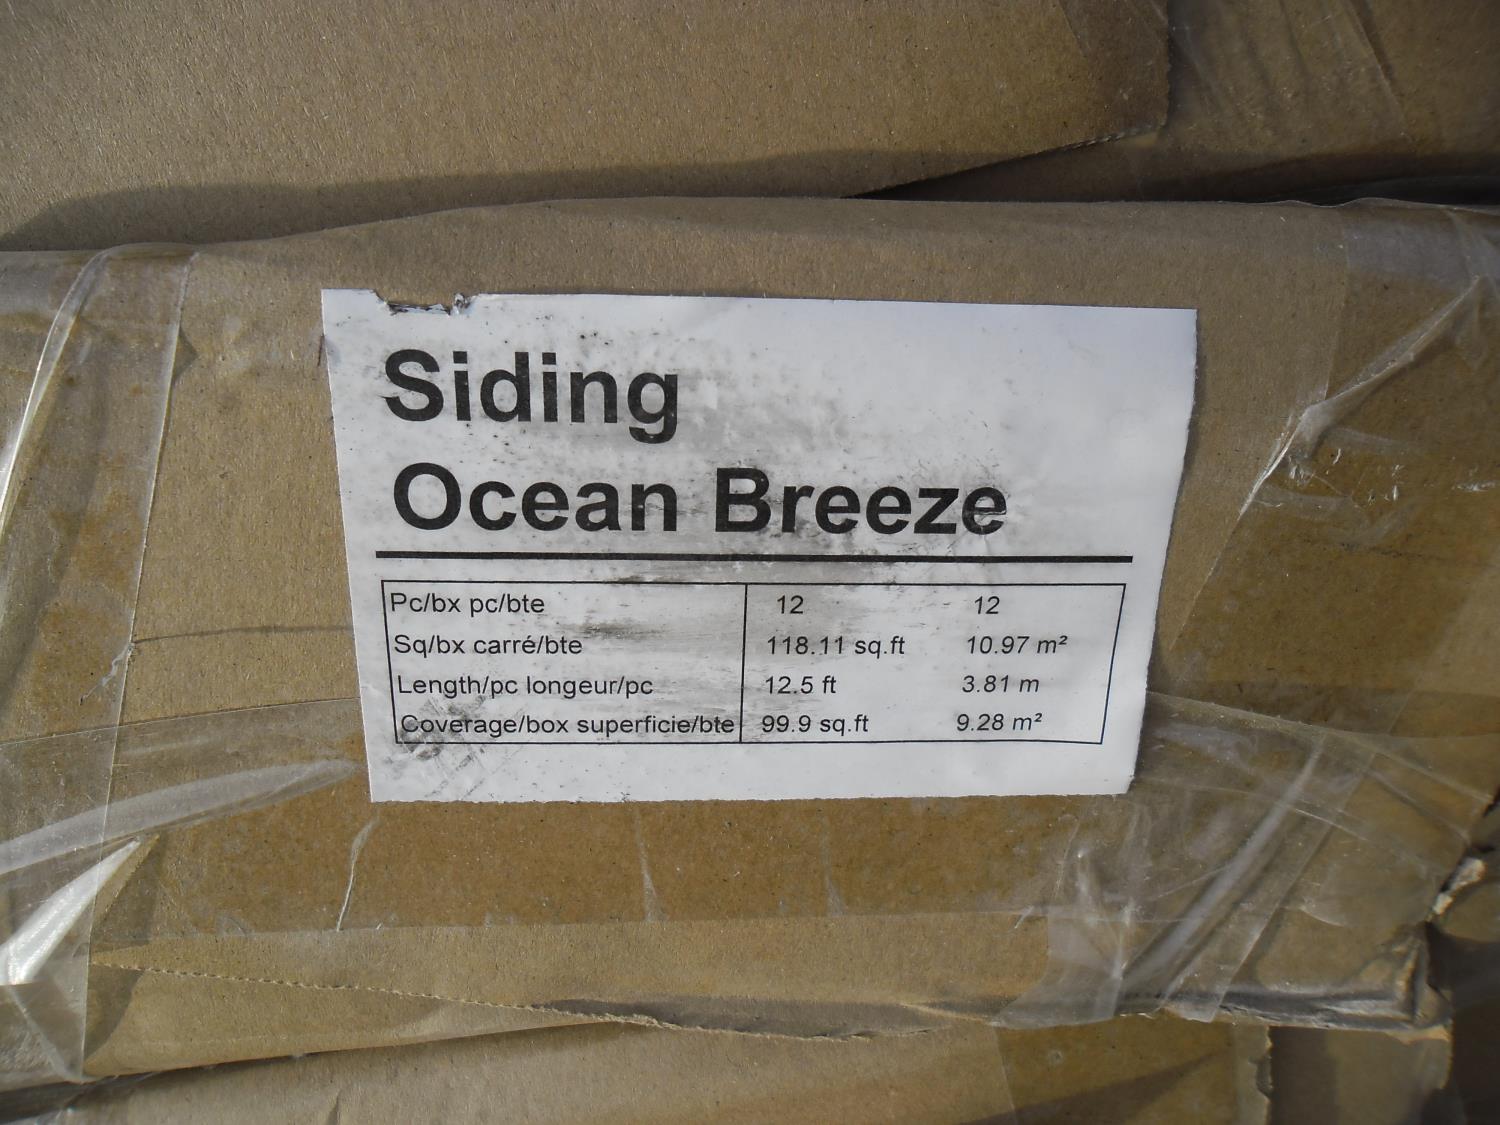 Siding
Ocean Breeze
Pc/bx pc/bte 12 12
Sq/bx carré/bte 118.11 sq.ft 10.97 m²
Length/pc longeur/pc 12.5 ft 3.81 m
Coverage/box superficie/bte 99.9 sq.ft 9.28 m²